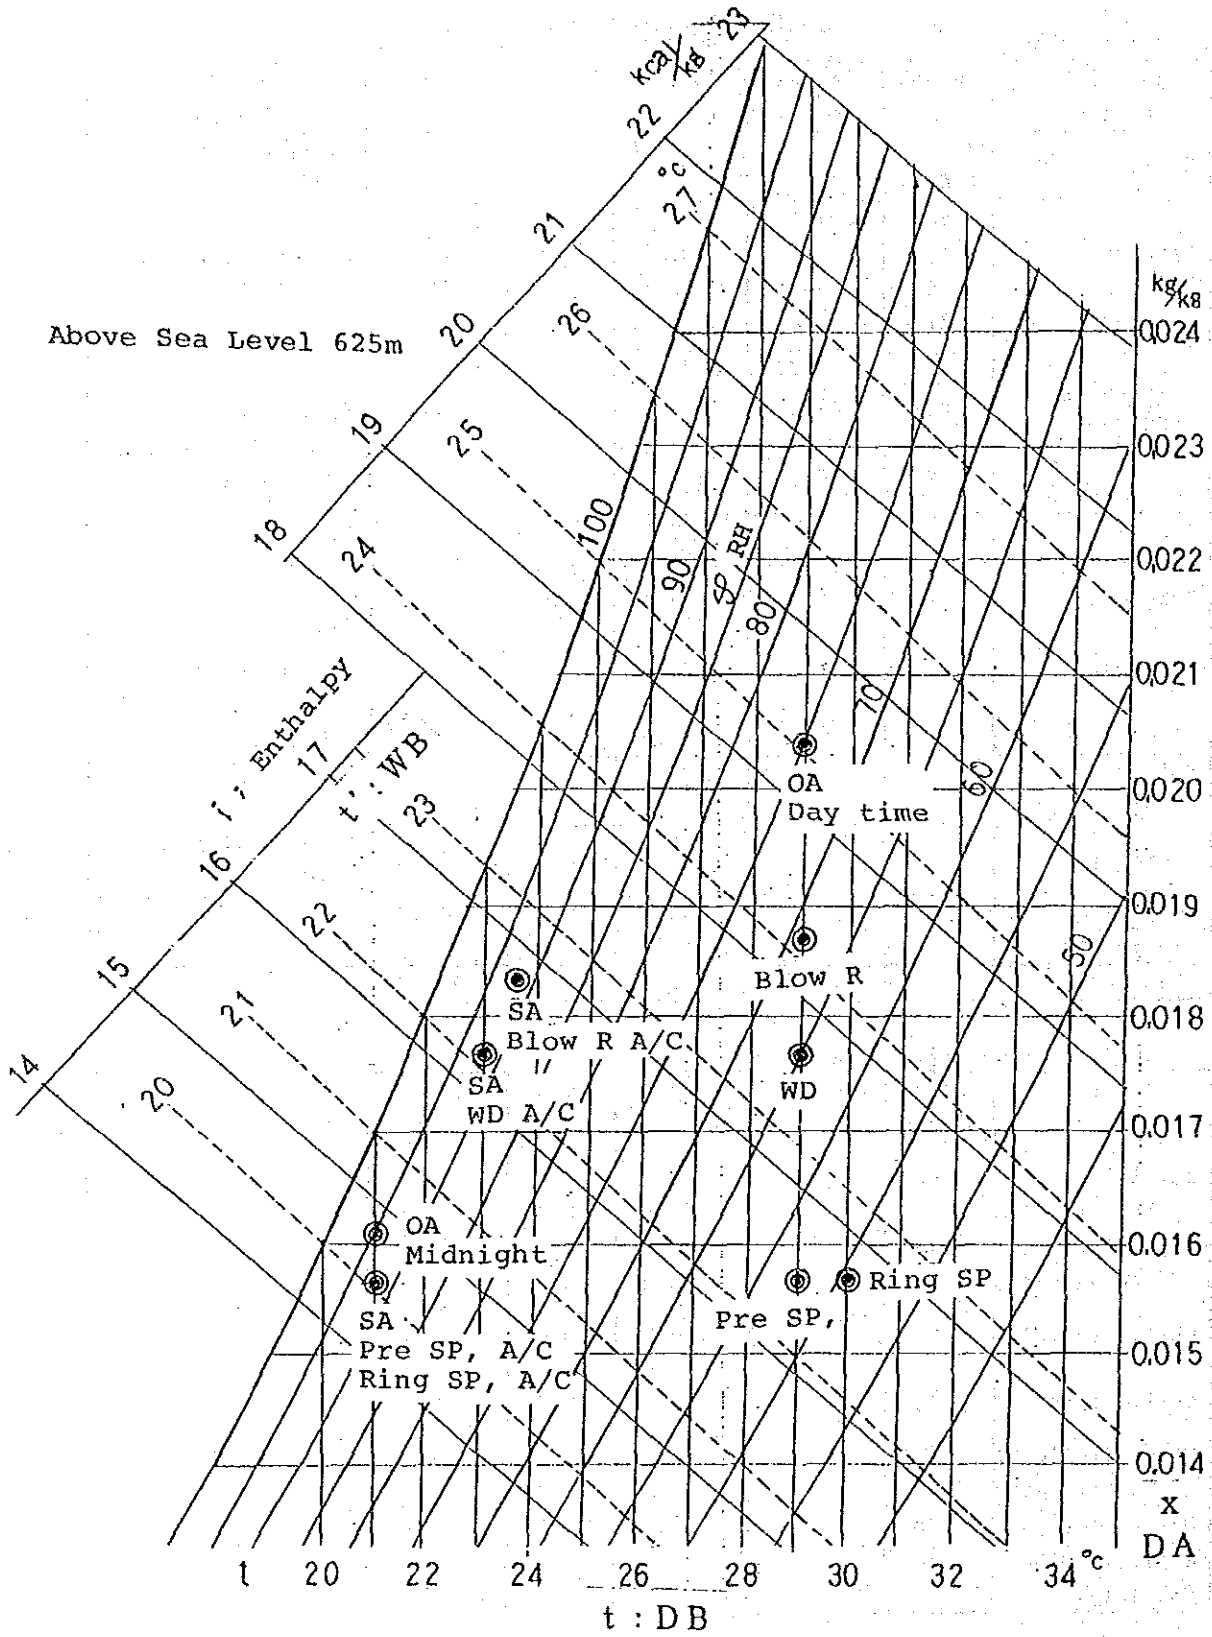 23
kcal/kg
22
°C
27
21
kg/kg
26
20
0.024
Above Sea Level 625m
25
19
0.023
100
18
24
90
φ RH
80
0.022
i ; Enthalpy
17
t' : WB
70
0.021
OA
Day time
60
0.020
23
16
22
0.019
50
15
21
Blow R
SA
Blow R A/C
0.018
14
20
SA
WD A/C
WD
0.017
OA
Midnight
0.016
Ring SP
Pre SP,
SA
Pre SP, A/C
Ring SP, A/C
0.015
0.014
x
DA
t 20 22 24 26 28 30 32 34 °C
t : DB